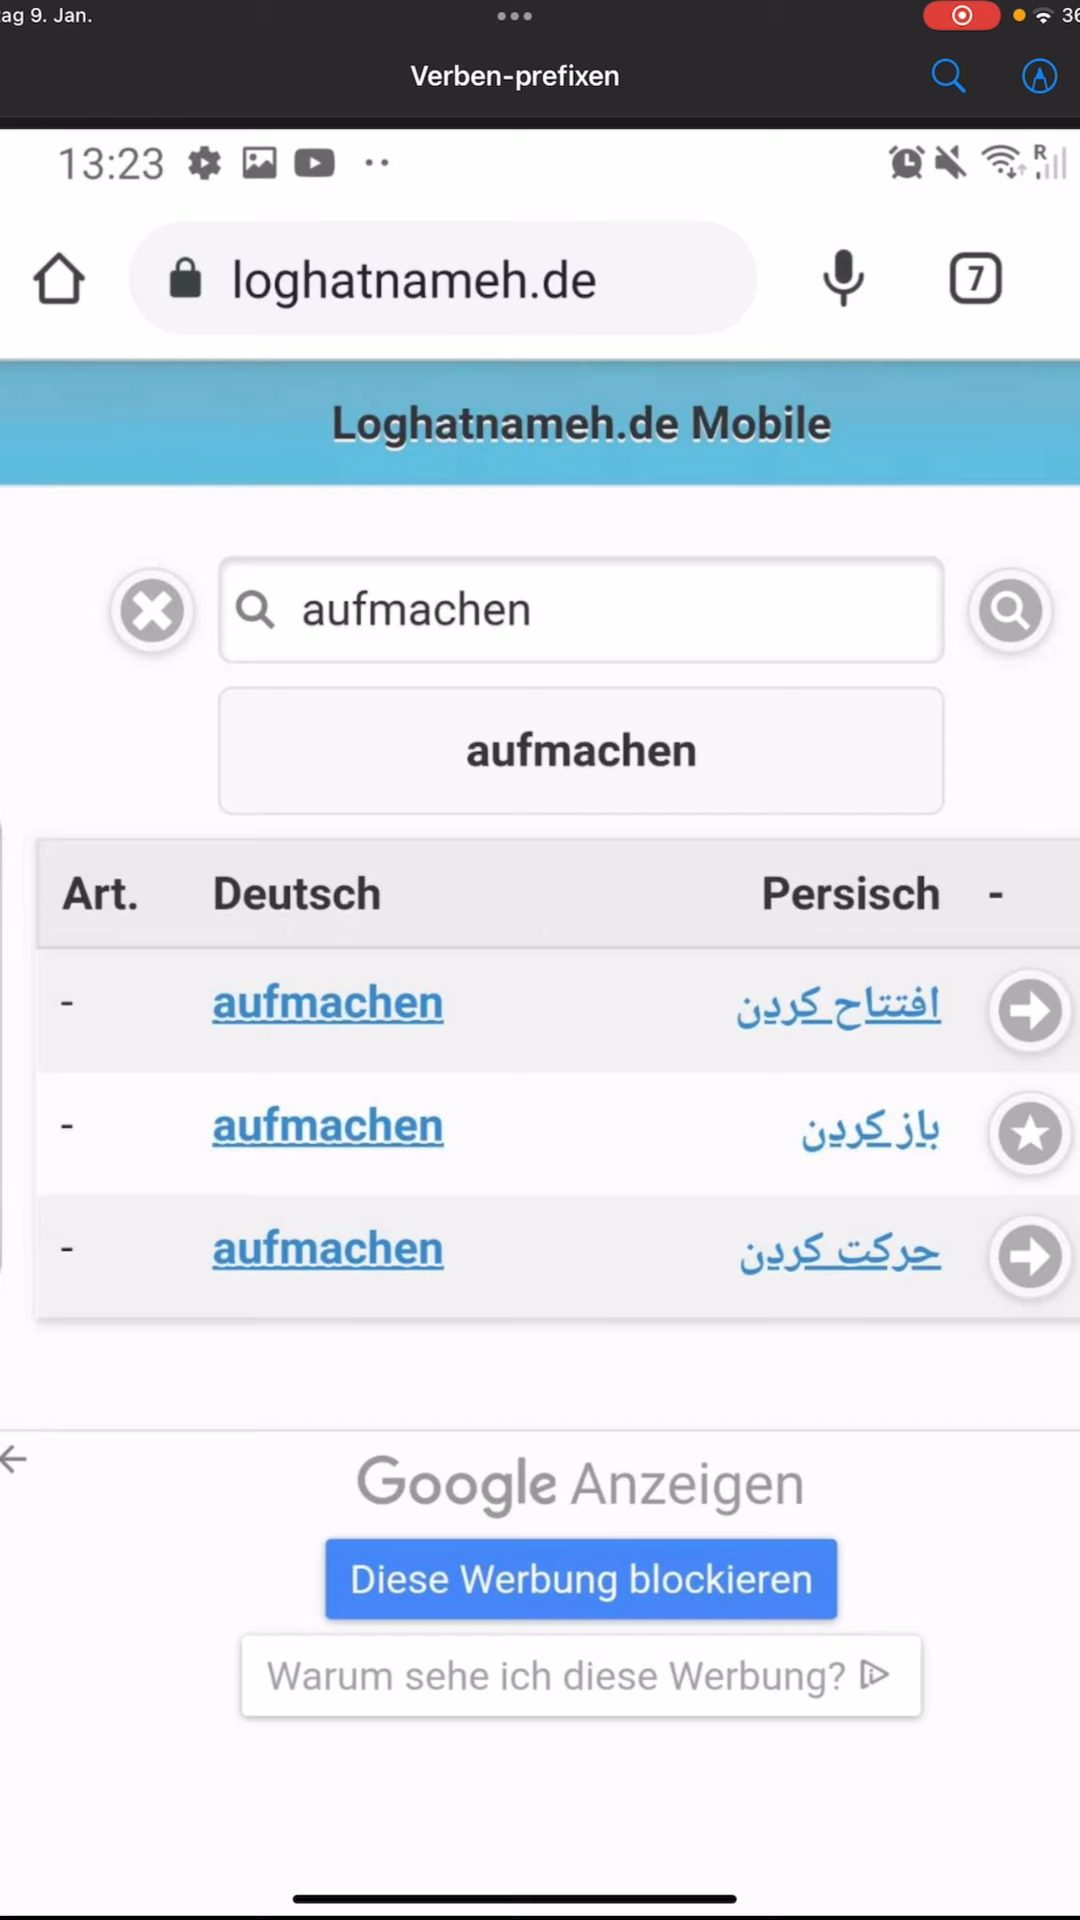 ag 9. Jan.
36
Verben-prefixen
13:23
R
loghatnameh.de
7
Loghatnameh.de Mobile
aufmachen
aufmachen
Art. Deutsch Persisch -
- aufmachen افتتاح کردن
- aufmachen باز کردن
- aufmachen حرکت کردن
Google Anzeigen
Diese Werbung blockieren
Warum sehe ich diese Werbung?